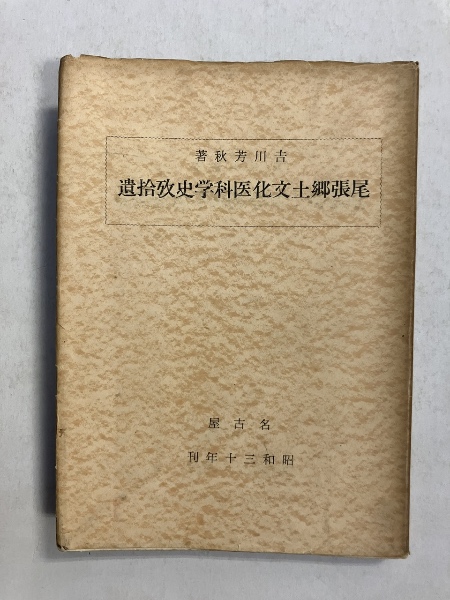 吉川芳秋著
尾張郷土文化医科学史攷拾遺
名古屋
昭和三十年刊